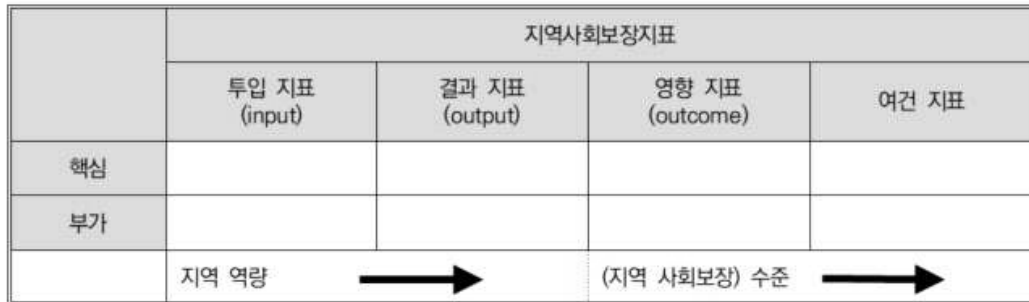 지역사회보장지표
투입 지표
(input)
결과 지표
(output)
영향 지표
(outcome)
여건 지표
핵심
부가
지역 역량
(지역 사회보장) 수준